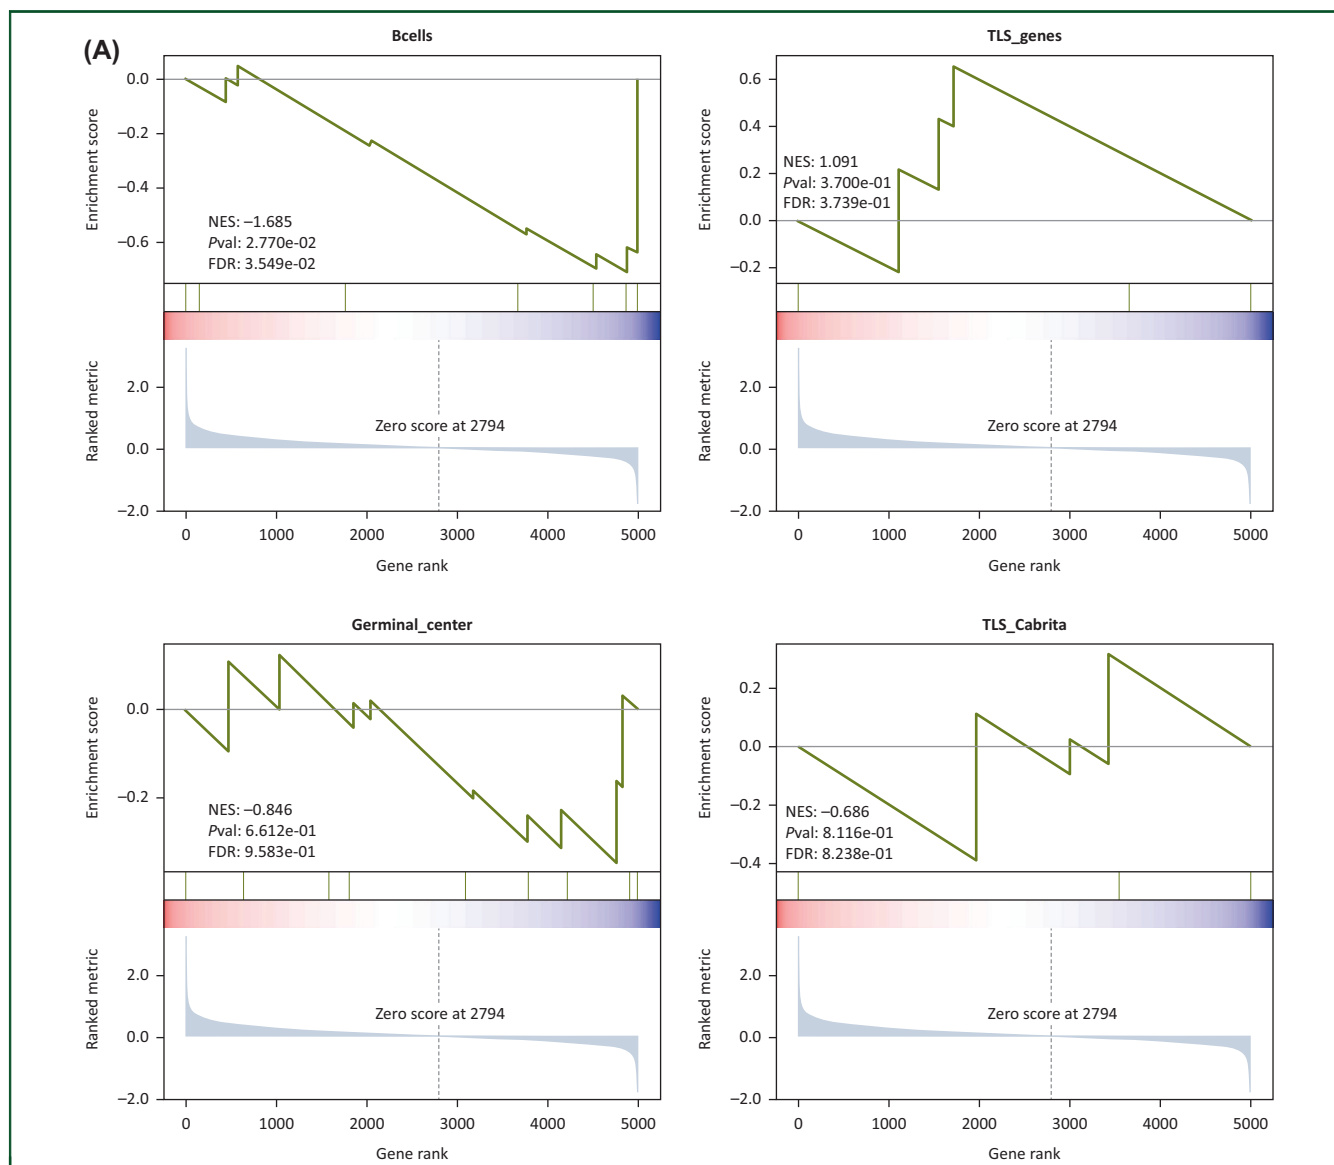 (A)
Bcells
Enrichment score
0.0
–0.2
–0.4
–0.6
NES: –1.685
Pval: 2.770e-02
FDR: 3.549e-02
Ranked metric
2.0
0.0
–2.0
Zero score at 2794
0 1000 2000 3000 4000 5000
Gene rank
TLS_genes
Enrichment score
0.6
0.4
0.2
0.0
–0.2
NES: 1.091
Pval: 3.700e-01
FDR: 3.739e-01
Ranked metric
2.0
0.0
–2.0
Zero score at 2794
0 1000 2000 3000 4000 5000
Gene rank
Germinal_center
Enrichment score
0.0
–0.2
NES: –0.846
Pval: 6.612e-01
FDR: 9.583e-01
Ranked metric
2.0
0.0
–2.0
Zero score at 2794
0 1000 2000 3000 4000 5000
Gene rank
TLS_Cabrita
Enrichment score
0.2
0.0
–0.2
–0.4
NES: –0.686
Pval: 8.116e-01
FDR: 8.238e-01
Ranked metric
2.0
0.0
–2.0
Zero score at 2794
0 1000 2000 3000 4000 5000
Gene rank